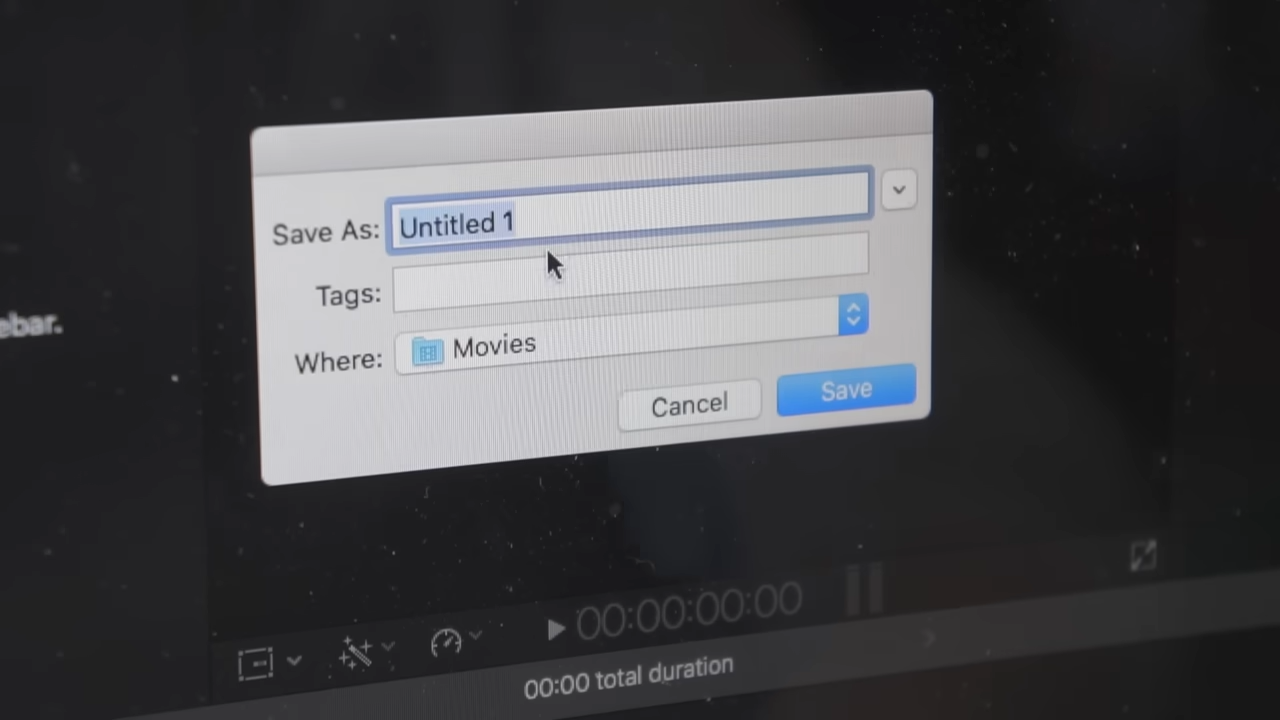 Save As: Untitled 1
Tags:
ebar.
Where: Movies
Cancel Save
00:00:00:00
00:00 total duration